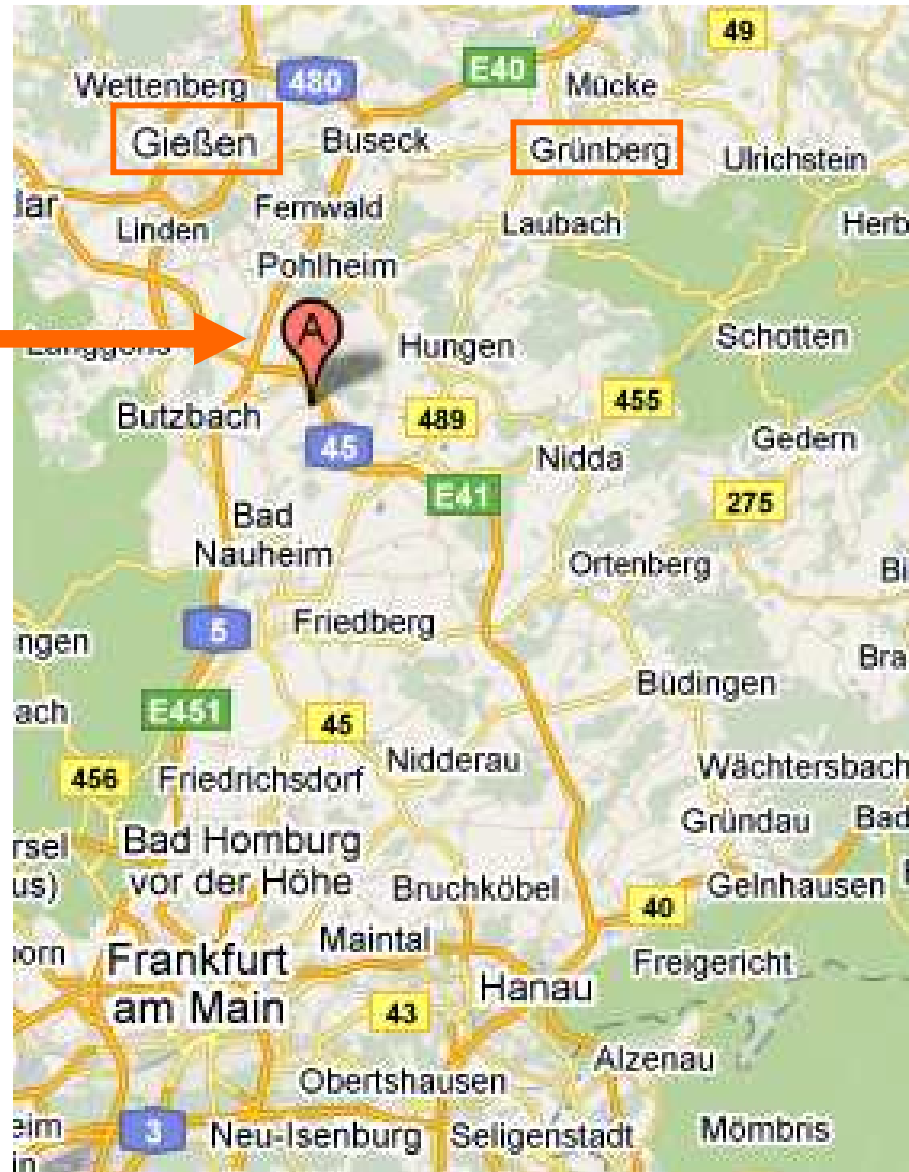 49
E40
480
Wettenberg
Mücke
Gießen
Buseck
Grünberg
Ulrichstein
lar
Fernwald
Linden
Laubach
Herb
Pohlheim
A
Schotten
Hungen
Butzbach
489
455
45
Nidda
Gedern
E41
275
Bad
Nauheim
Ortenberg
Bi
5
Friedberg
ngen
Bra
Büdingen
ach
E451
45
Nidderau
456
Friedrichsdorf
Wächtersbach
Gründau
Bad
rsel
us)
Bad Homburg
vor der Höhe
Bruchköbel
Gelnhausen
40
Maintal
orn
Frankfurt
am Main
Freigericht
Hanau
43
Alzenau
Obertshausen
eim
in
3
Neu-Isenburg
Seligenstadt
Mömbris